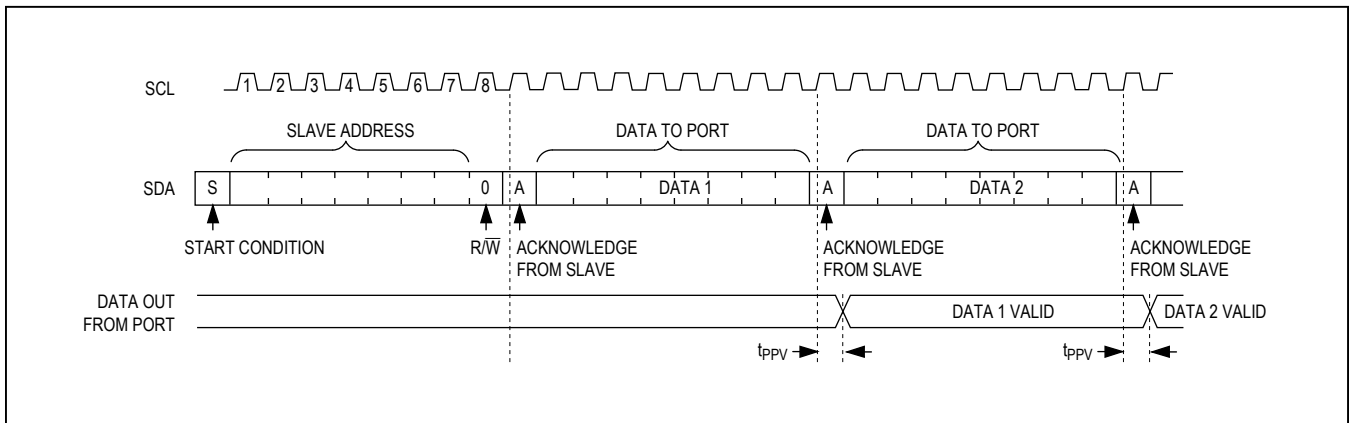 SCL
1 2 3 4 5 6 7 8
SLAVE ADDRESS
DATA TO PORT
DATA TO PORT
SDA
S
0
A
DATA 1
A
DATA 2
A
START CONDITION
R/W̅
ACKNOWLEDGE
FROM SLAVE
ACKNOWLEDGE
FROM SLAVE
ACKNOWLEDGE
FROM SLAVE
DATA OUT
FROM PORT
DATA 1 VALID
DATA 2 VALID
tPPV
tPPV